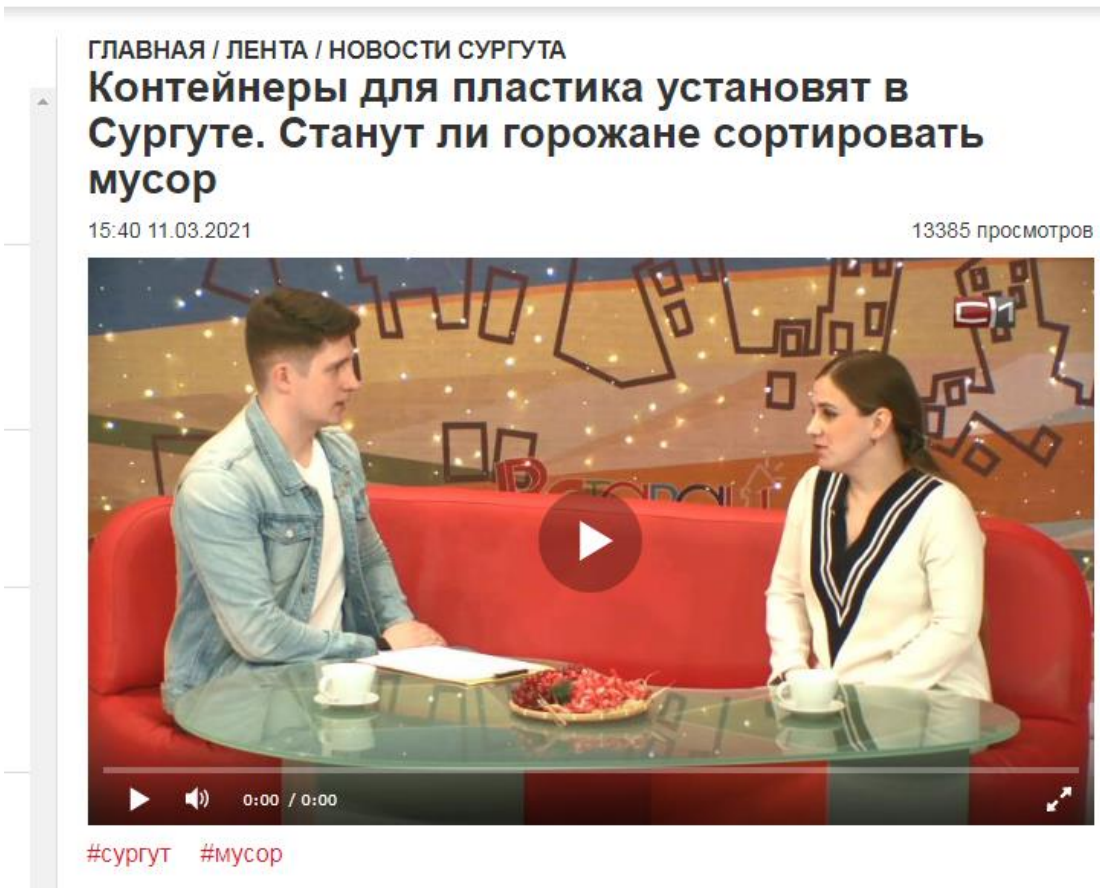 ГЛАВНАЯ / ЛЕНТА / НОВОСТИ СУРГУТА
Контейнеры для пластика установят в
Сургуте. Станут ли горожане сортировать
мусор
15:40 11.03.2021
13385 просмотров
С1
0:00 / 0:00
#сургут #мусор